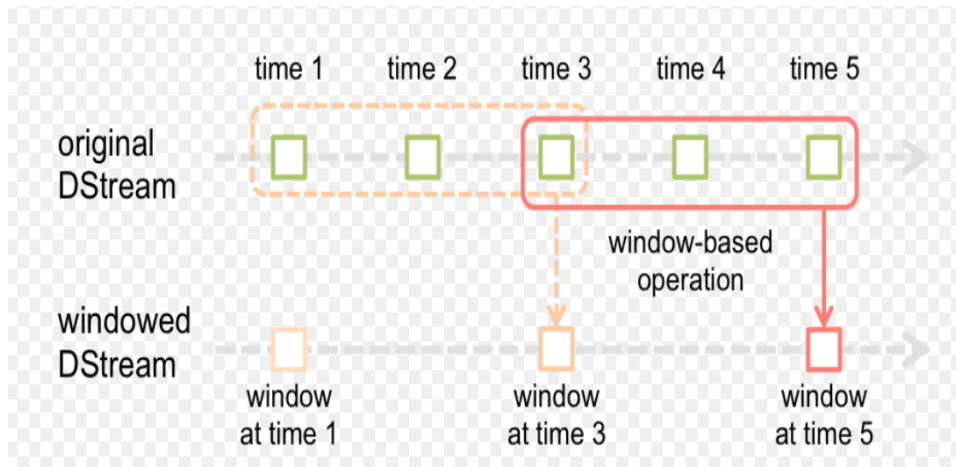 time 1
time 2
time 3
time 4
time 5
original
DStream
window-based
operation
windowed
DStream
window
at time 1
window
at time 3
window
at time 5